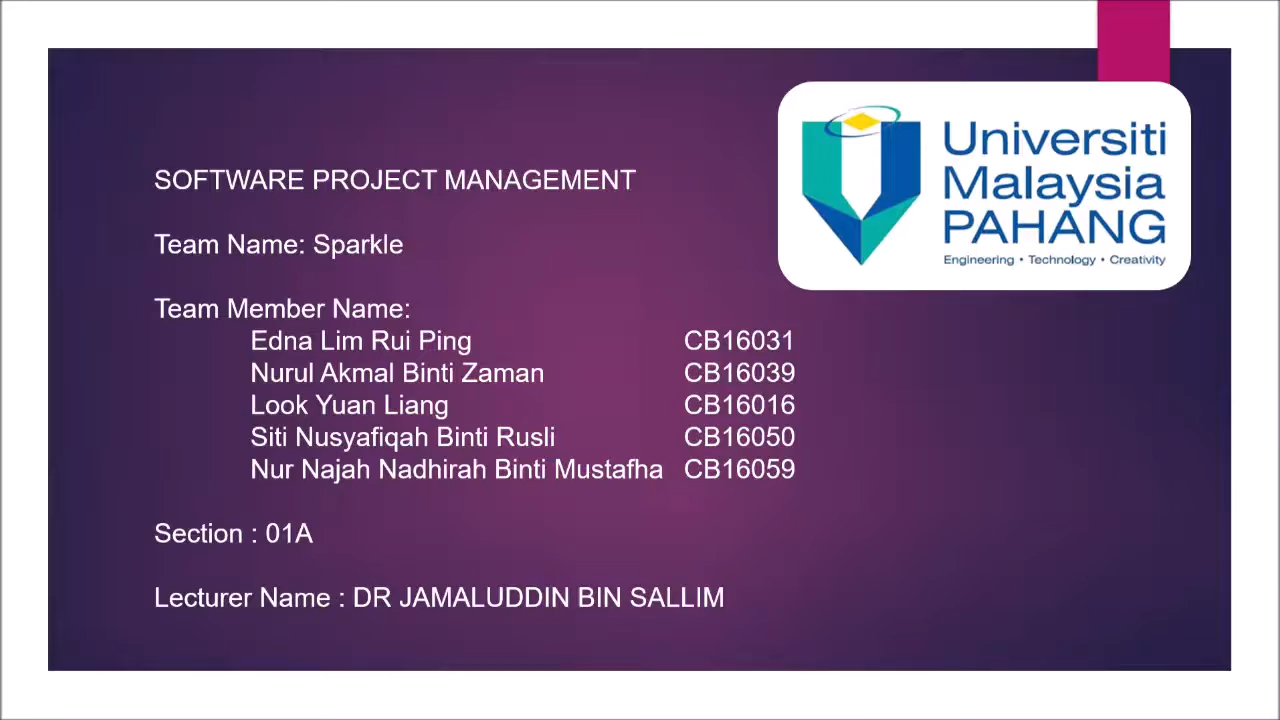 Universiti
Malaysia
PAHANG
Engineering • Technology • Creativity
SOFTWARE PROJECT MANAGEMENT
Team Name: Sparkle
Team Member Name:
Edna Lim Rui Ping CB16031
Nurul Akmal Binti Zaman CB16039
Look Yuan Liang CB16016
Siti Nusyafiqah Binti Rusli CB16050
Nur Najah Nadhirah Binti Mustafha CB16059
Section : 01A
Lecturer Name : DR JAMALUDDIN BIN SALLIM